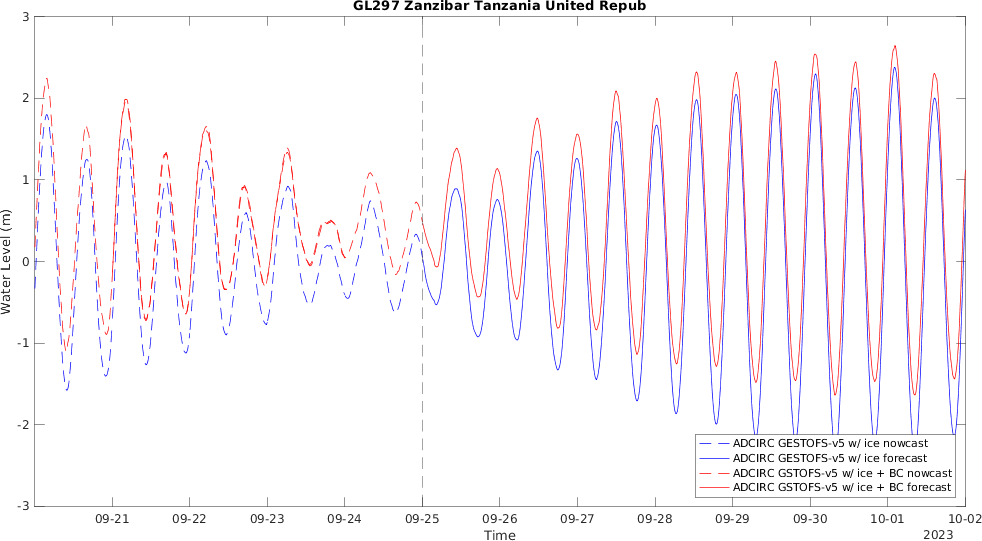 GL297 Zanzibar Tanzania United Repub
3
2
1
0
-1
-2
-3
Water Level (m)
ADCIRC GESTOFS-v5 w/ ice nowcast
ADCIRC GESTOFS-v5 w/ ice forecast
ADCIRC GSTOFS-v5 w/ ice + BC nowcast
ADCIRC GSTOFS-v5 w/ ice + BC forecast
09-21 09-22 09-23 09-24 09-25 09-26 09-27 09-28 09-29 09-30 10-01 10-02
Time
2023